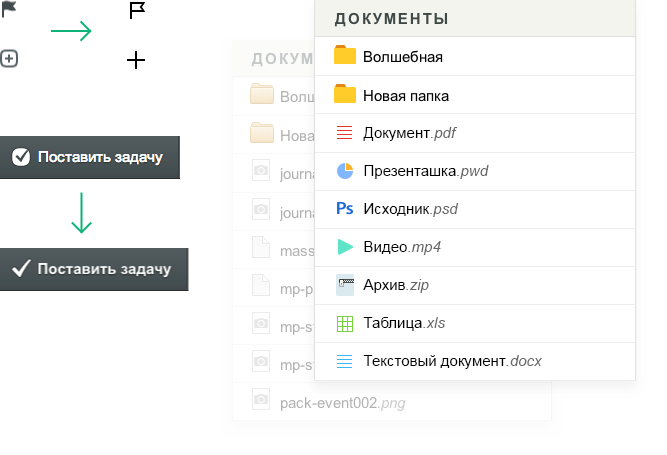 ДОКУМЕНТЫ
Волшебная
Новая папка
Документ.pdf
Презенташка.pwd
Ps Исходник.psd
Видео.mp4
Архив.zip
Таблица.xls
Текстовый документ.docx
Поставить задачу
Поставить задачу
ДОКУМ
Волш
Нова
journa
journa
mass
mp-p
mp-s
mp-s
pack-event002.png